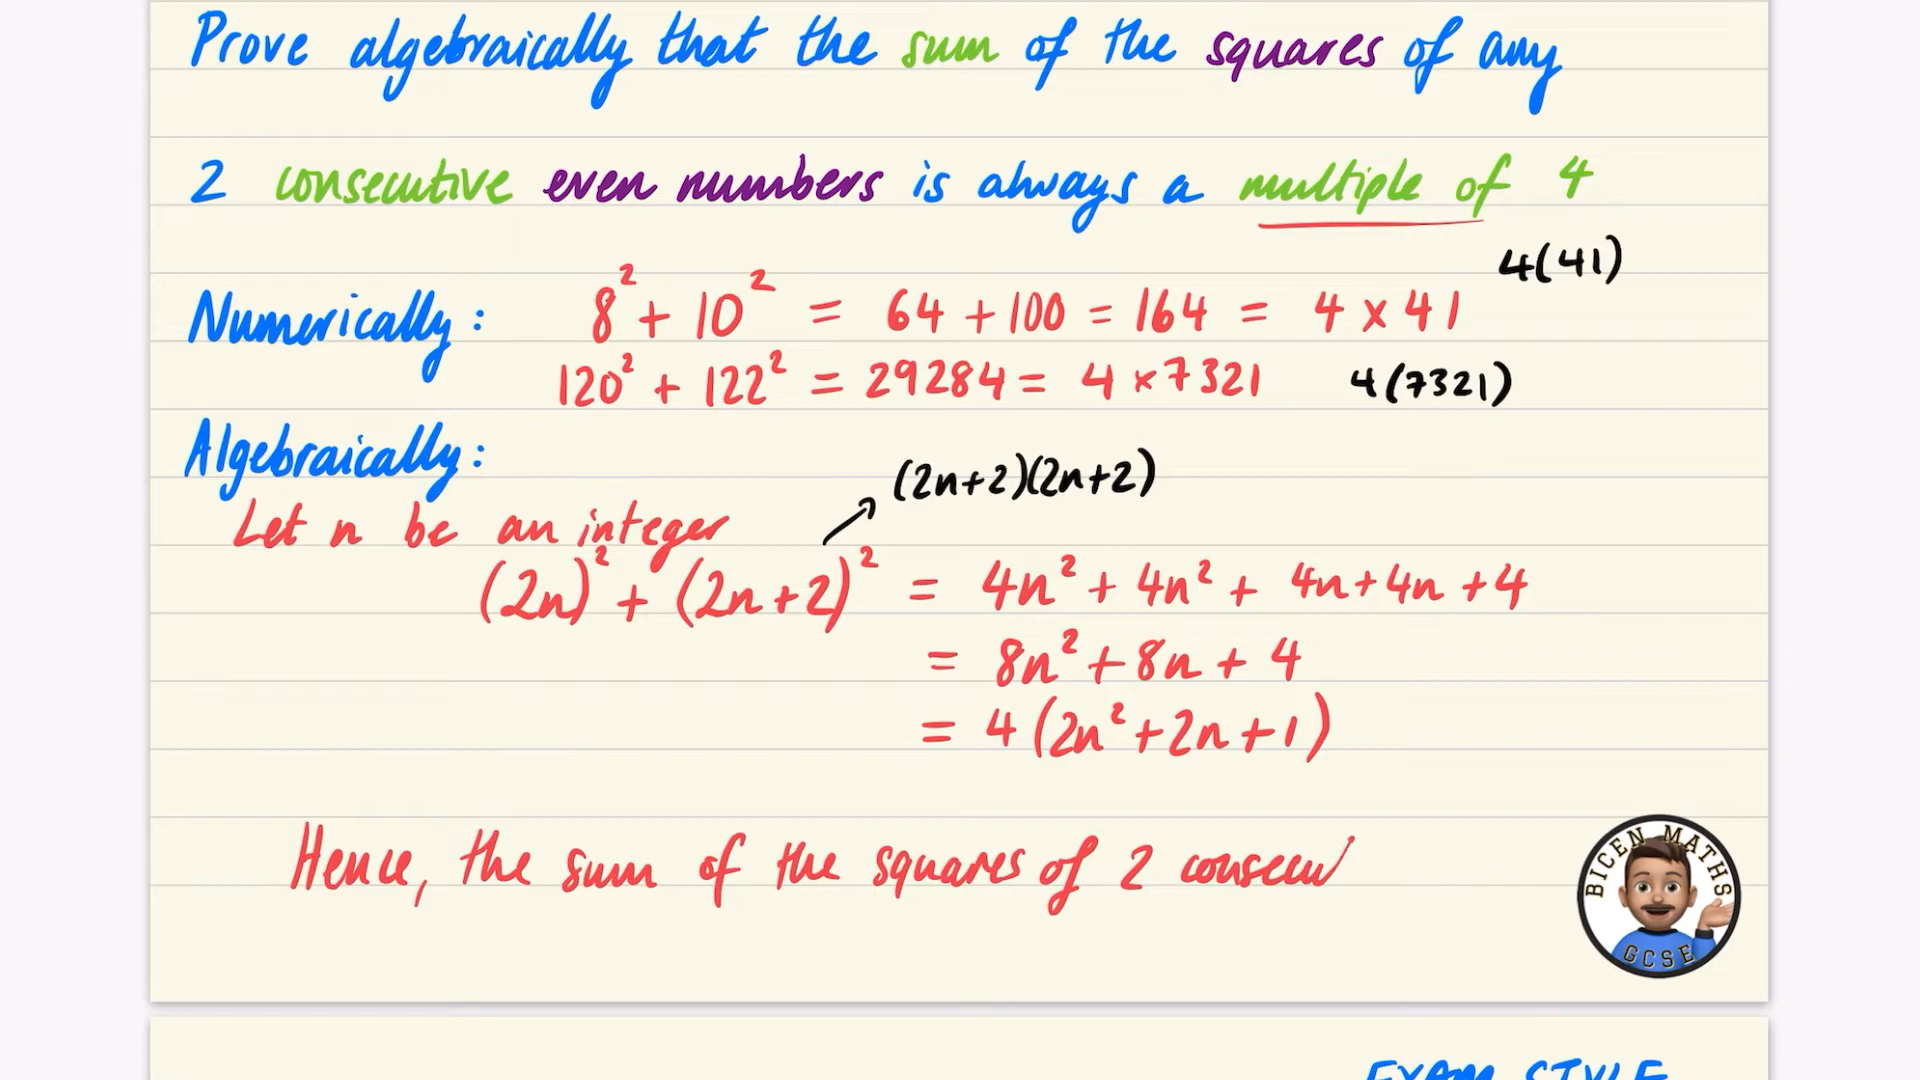 Prove algebraically that the sum of the squares of any
2 consecutive even numbers is always a multiple of 4
4(41)
Numerically: 8² + 10² = 64 + 100 = 164 = 4 × 41
120² + 122² = 29284 = 4 × 7321 4(7321)
Algebraically:
(2n+2)(2n+2)
Let n be an integer
(2n)² + (2n+2)² = 4n² + 4n² + 4n + 4n + 4
= 8n² + 8n + 4
= 4(2n² + 2n + 1)
Hence, the sum of the squares of 2 consecu
BICEN MATHS
GCSE
EXAM STYLE